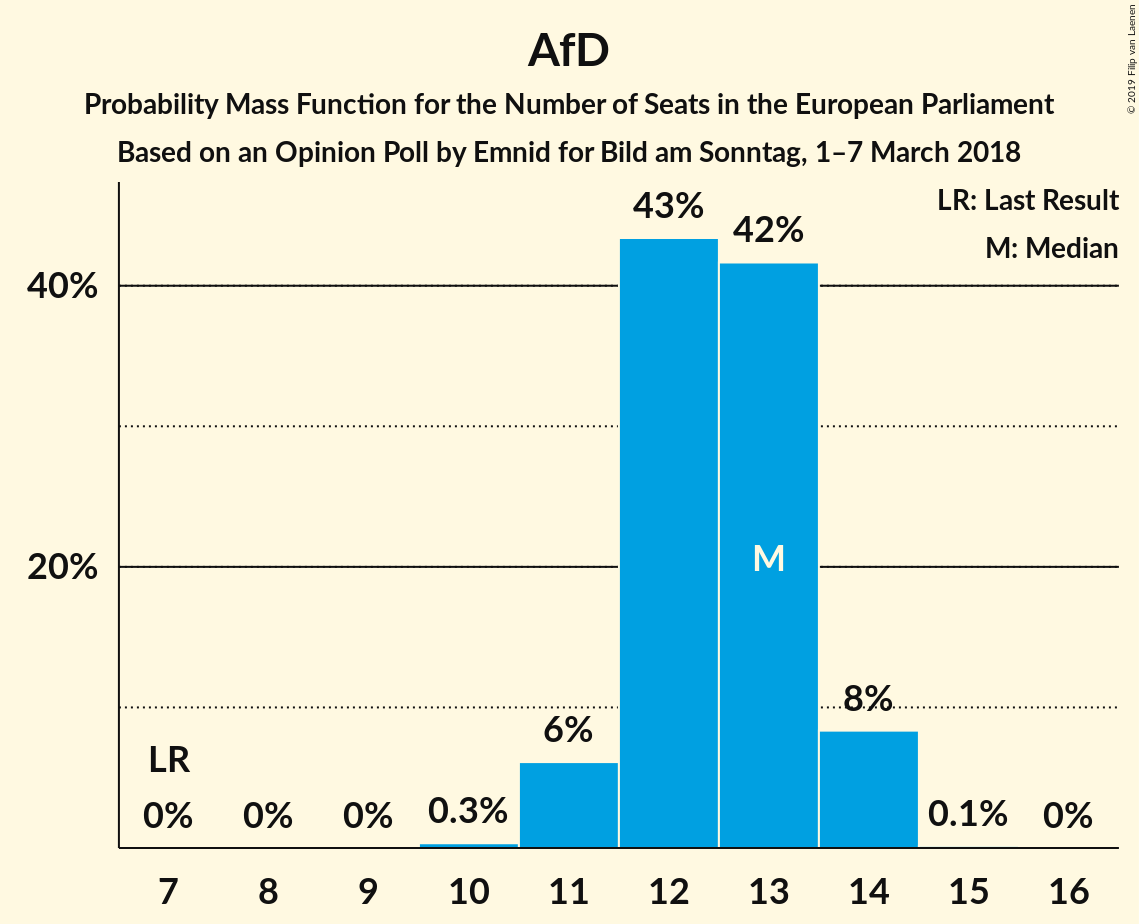 AfD
Probability Mass Function for the Number of Seats in the European Parliament
Based on an Opinion Poll by Emnid for Bild am Sonntag, 1–7 March 2018
© 2019 Filip van Laenen
LR: Last Result
M: Median
43%
42%
40%
20%
M
8%
6%
LR
0%
0%
0%
0.3%
0.1%
0%
7
8
9
10
11
12
13
14
15
16